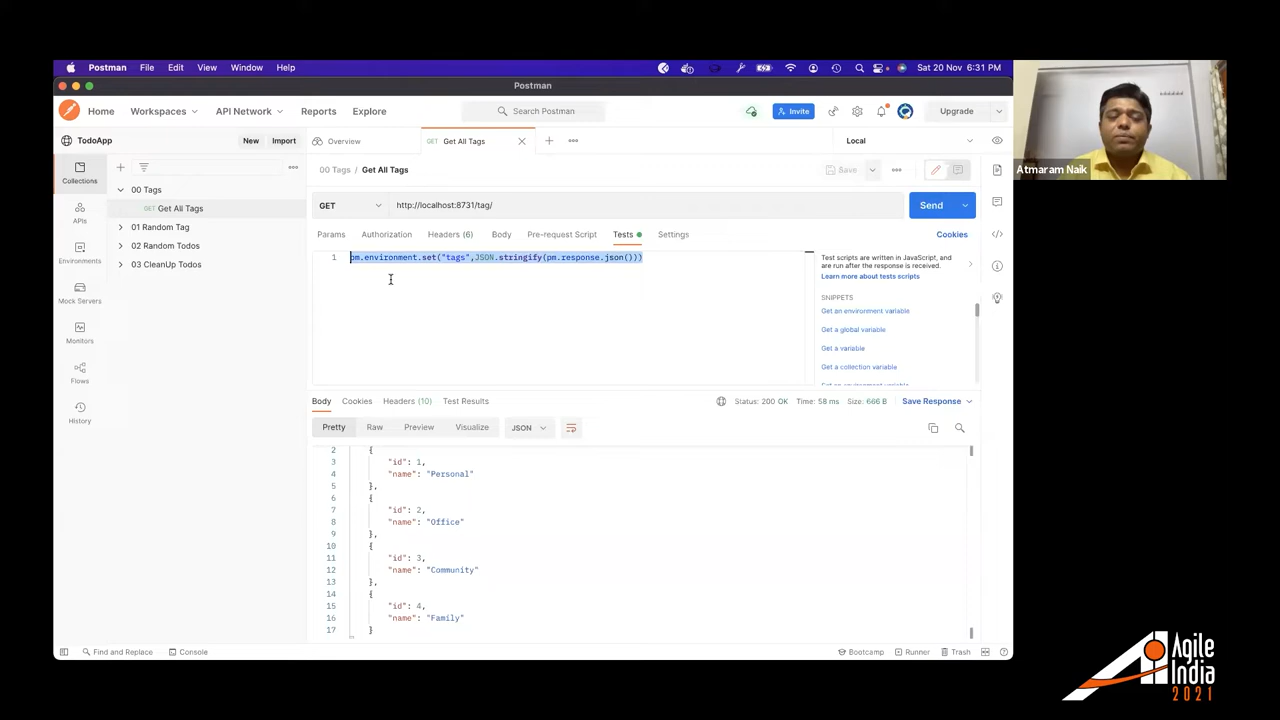 Postman File Edit View Window Help Sat 20 Nov 6:31 PM
Postman
Home Workspaces API Network Reports Explore Search Postman Invite Upgrade
TodoApp New Import Overview GET Get All Tags Local
Collections
APIs
Environments
Mock Servers
Monitors
Flows
History
00 Tags
GET Get All Tags
01 Random Tag
02 Random Todos
03 CleanUp Todos
00 Tags / Get All Tags Save
GET http://localhost:8731/tag/ Send
Params Authorization Headers (6) Body Pre-request Script Tests Settings Cookies
1 pm.environment.set("tags",JSON.stringify(pm.response.json()))
Test scripts are written in JavaScript, and
are run after the response is received.
Learn more about tests scripts
SNIPPETS
Get an environment variable
Get a global variable
Get a variable
Get a collection variable
Body Cookies Headers (10) Test Results Status: 200 OK Time: 58 ms Size: 666 B Save Response
Pretty Raw Preview Visualize JSON
2 {
3 "id": 1,
4 "name": "Personal"
5 },
6 {
7 "id": 2,
8 "name": "Office"
9 },
10 {
11 "id": 3,
12 "name": "Community"
13 },
14 {
15 "id": 4,
16 "name": "Family"
17 }
Find and Replace Console Bootcamp Runner Trash
Atmaram Naik
Agile
India
2021